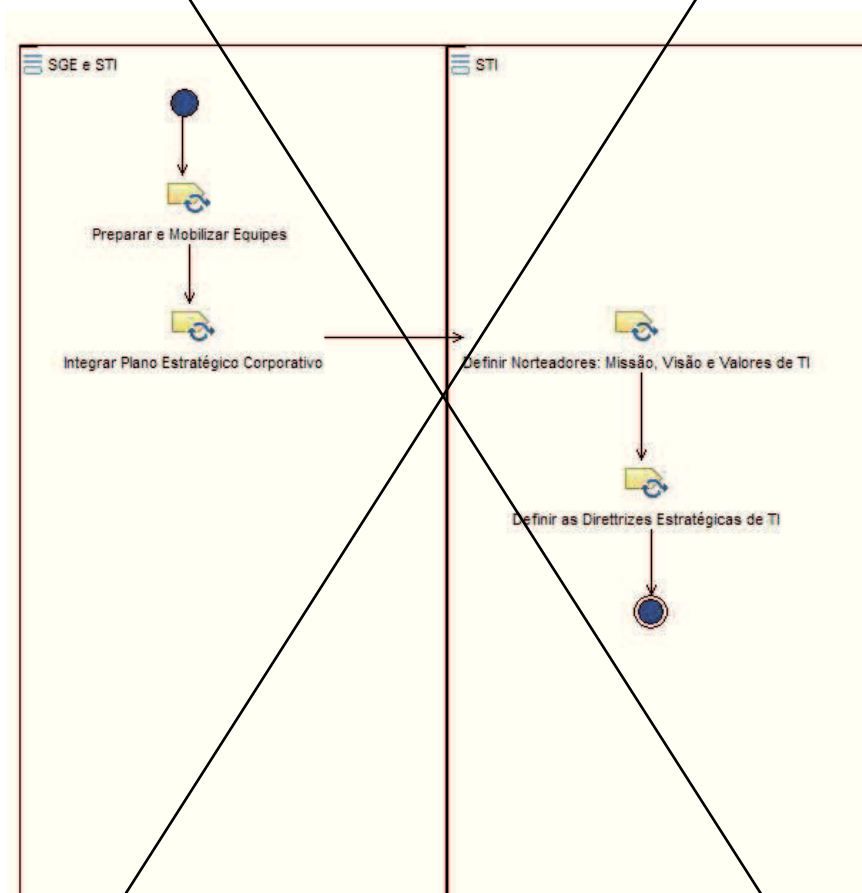 SGE e STI
STI
Preparar e Mobilizar Equipes
Integrar Plano Estratégico Corporativo
Definir Norteadores: Missão, Visão e Valores de TI
Definir as Direttrizes Estratégicas de TI